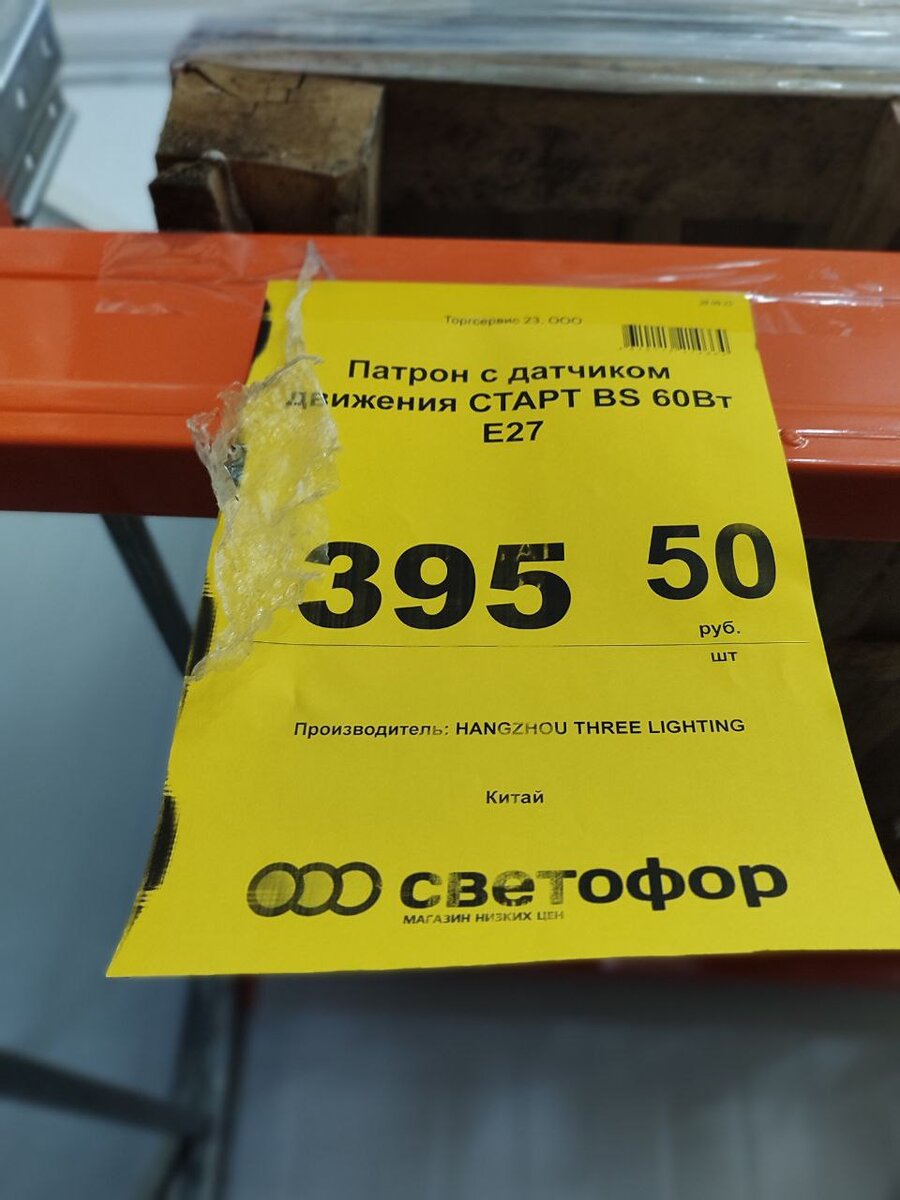 Торгсервис 23, ООО
Патрон с датчиком
движения СТАРТ BS 60Вт
E27
395 50
руб.
шт
Производитель: HANGZHOU THREE LIGHTING
Китай
светофор
МАГАЗИН НИЗКИХ ЦЕН